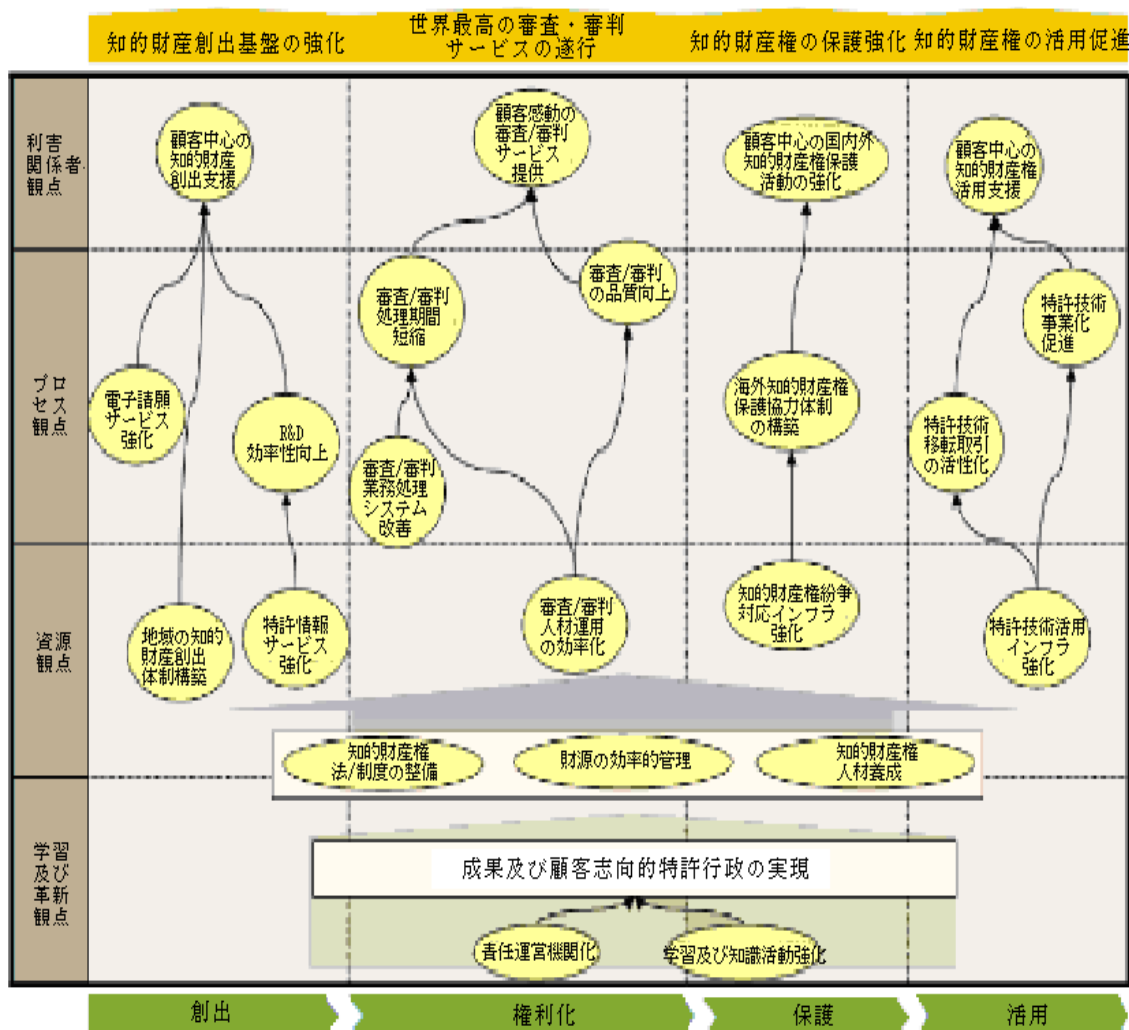 知的財産創出基盤の強化
世界最高の審査・審判
サービスの遂行
知的財産権の保護強化
知的財産権の活用促進
利害
関係者
観点
顧客中心の
知的財産
創出支援
顧客感動の
審査/審判
サービス
提供
顧客中心の国内外
知的財産権保護
活動の強化
顧客中心の
知的財産権
活用支援
プロ
セス
観点
電子請願
サービス
強化
R&D
効率性向上
審査/審判
処理期間
短縮
審査/審判
の品質向上
審査/審判
業務処理
システム
改善
海外知的財産権
保護協力体制
の構築
特許技術
事業化
促進
特許技術
移転取引
の活性化
資源
観点
地域の知的
財産創出
体制構築
特許情報
サービス
強化
審査/審判
人材運用
の効率化
知的財産権紛争
対応インフラ
強化
特許技術活用
インフラ
強化
知的財産権
法/制度の整備
財源の効率的管理
知的財産権
人材養成
学習
及び
革新
観点
成果及び顧客志向的特許行政の実現
責任運営機関化
学習及び知識活動強化
創出
権利化
保護
活用